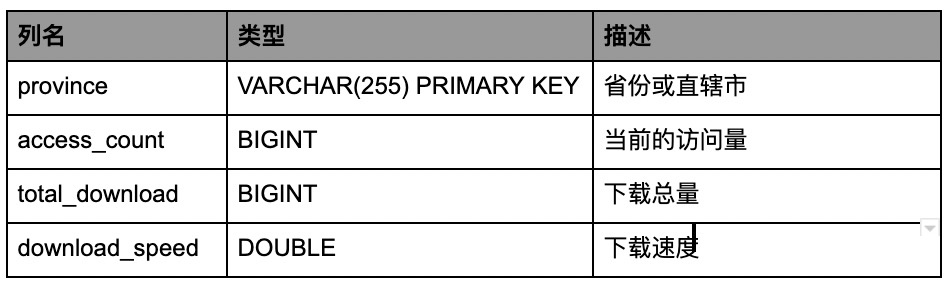 列名 类型 描述
province VARCHAR(255) PRIMARY KEY 省份或直辖市
access_count BIGINT 当前的访问量
total_download BIGINT 下载总量
download_speed DOUBLE 下载速度